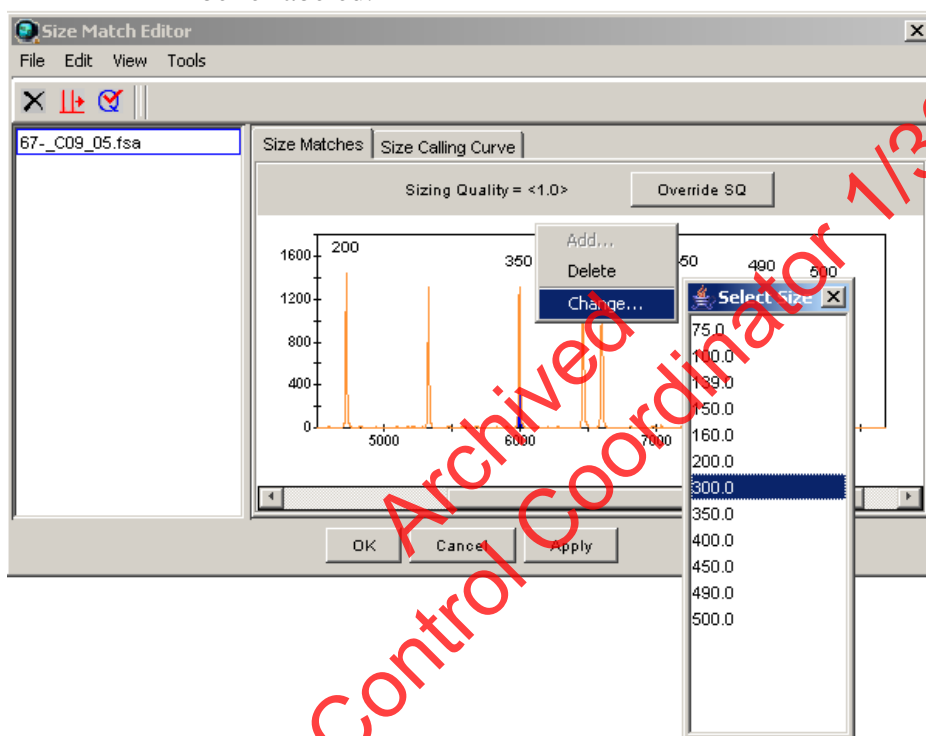 Size Match Editor
File Edit View Tools
67-_C09_05.fsa
Size Matches Size Calling Curve
Sizing Quality = <1.0> Override SQ
200
350
490
500
1600
1200
800
400
0
5000 6000 7000
Add...
Delete
Change...
Select Size
75.0
100.0
139.0
150.0
160.0
200.0
300.0
350.0
400.0
450.0
490.0
500.0
OK Cancel Apply
Archived
Control Coordinator 1/3